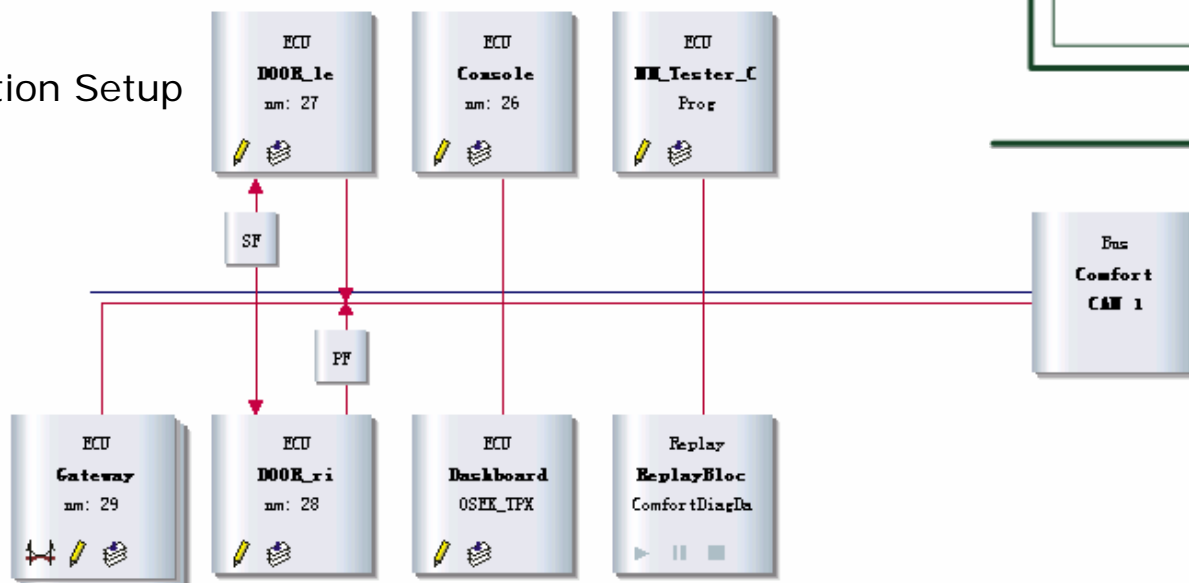 tion Setup
ECU
DOOR_le
nm: 27
ECU
Console
nm: 26
ECU
NM_Tester_C
Prog
SF
Bus
Comfort
CAN 1
PF
ECU
Gateway
nm: 29
ECU
DOOR_ri
nm: 28
ECU
Dashboard
OSEK_TPX
Replay
ReplayBloc
ComfortDiagDa